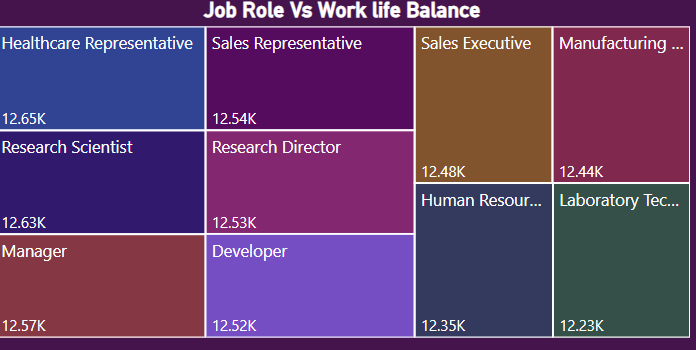 Job Role Vs Work life Balance
Healthcare Representative
12.65K
Research Scientist
12.63K
Manager
12.57K
Sales Representative
12.54K
Research Director
12.53K
Developer
12.52K
Sales Executive
12.48K
Manufacturing ...
12.44K
Human Resour...
12.35K
Laboratory Tec...
12.23K